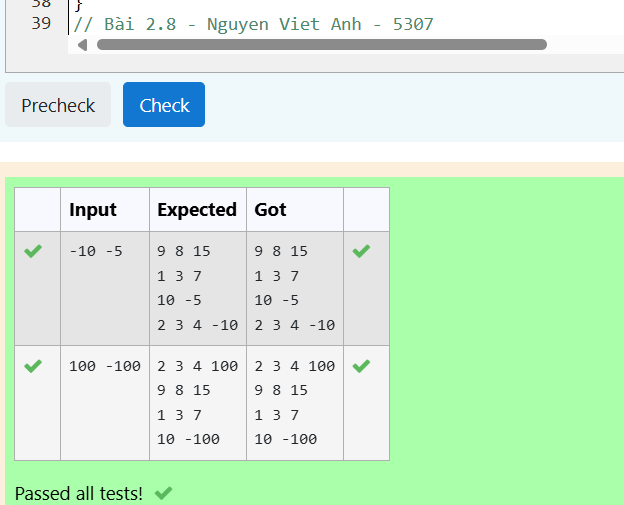 38 }
39 // Bài 2.8 - Nguyen Viet Anh - 5307
Precheck Check
Input Expected Got
-10 -5 9 8 15 9 8 15
1 3 7 1 3 7
10 -5 10 -5
2 3 4 -10 2 3 4 -10
100 -100 2 3 4 100 2 3 4 100
9 8 15 9 8 15
1 3 7 1 3 7
10 -100 10 -100
Passed all tests!